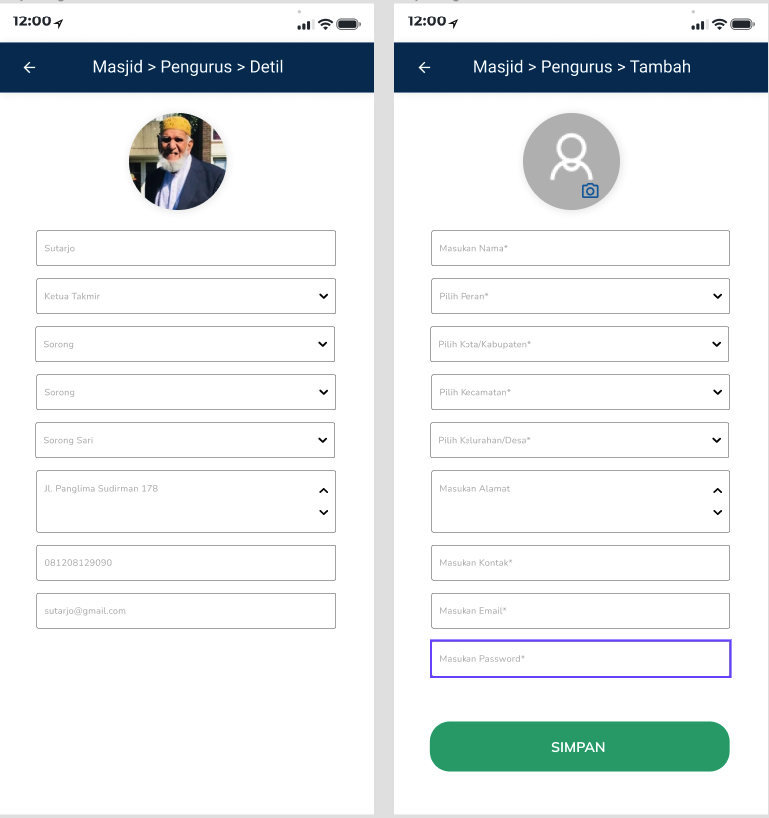 12:00
Masjid > Pengurus > Detil
Sutarjo
Ketua Takmir
Sorong
Sorong
Sorong Sari
Jl. Panglima Sudirman 178
081208129090
sutarjo@gmail.com
12:00
Masjid > Pengurus > Tambah
Masukan Nama*
Pilih Peran*
Pilih Kota/Kabupaten*
Pilih Kecamatan*
Pilih Kelurahan/Desa*
Masukan Alamat
Masukan Kontak*
Masukan Email*
Masukan Password*
SIMPAN